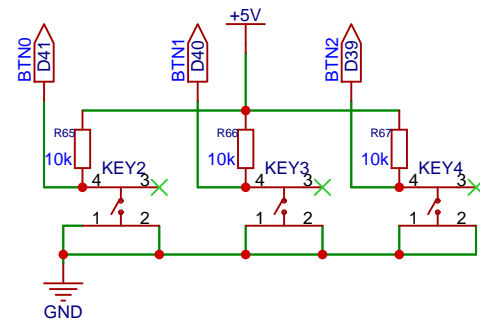 +5V
BTN0
D41
BTN1
D40
BTN2
D39
R65
10k
R66
10k
R67
10k
KEY2
4 3
1 2
KEY3
4 3
1 2
KEY4
4 3
1 2
GND